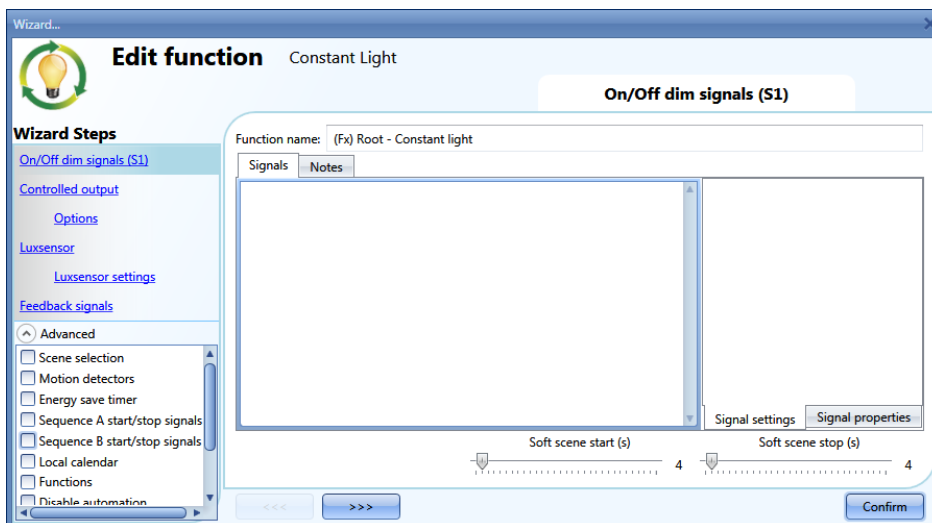 Wizard...
Edit function Constant Light
On/Off dim signals (S1)
Wizard Steps
On/Off dim signals (S1)
Controlled output
Options
Luxsensor
Luxsensor settings
Feedback signals
Advanced
Scene selection
Motion detectors
Energy save timer
Sequence A start/stop signals
Sequence B start/stop signals
Local calendar
Functions
Disable automation
Function name: (Fx) Root - Constant light
Signals Notes
Signal settings Signal properties
Soft scene start (s) 4
Soft scene stop (s) 4
<<< >>> Confirm